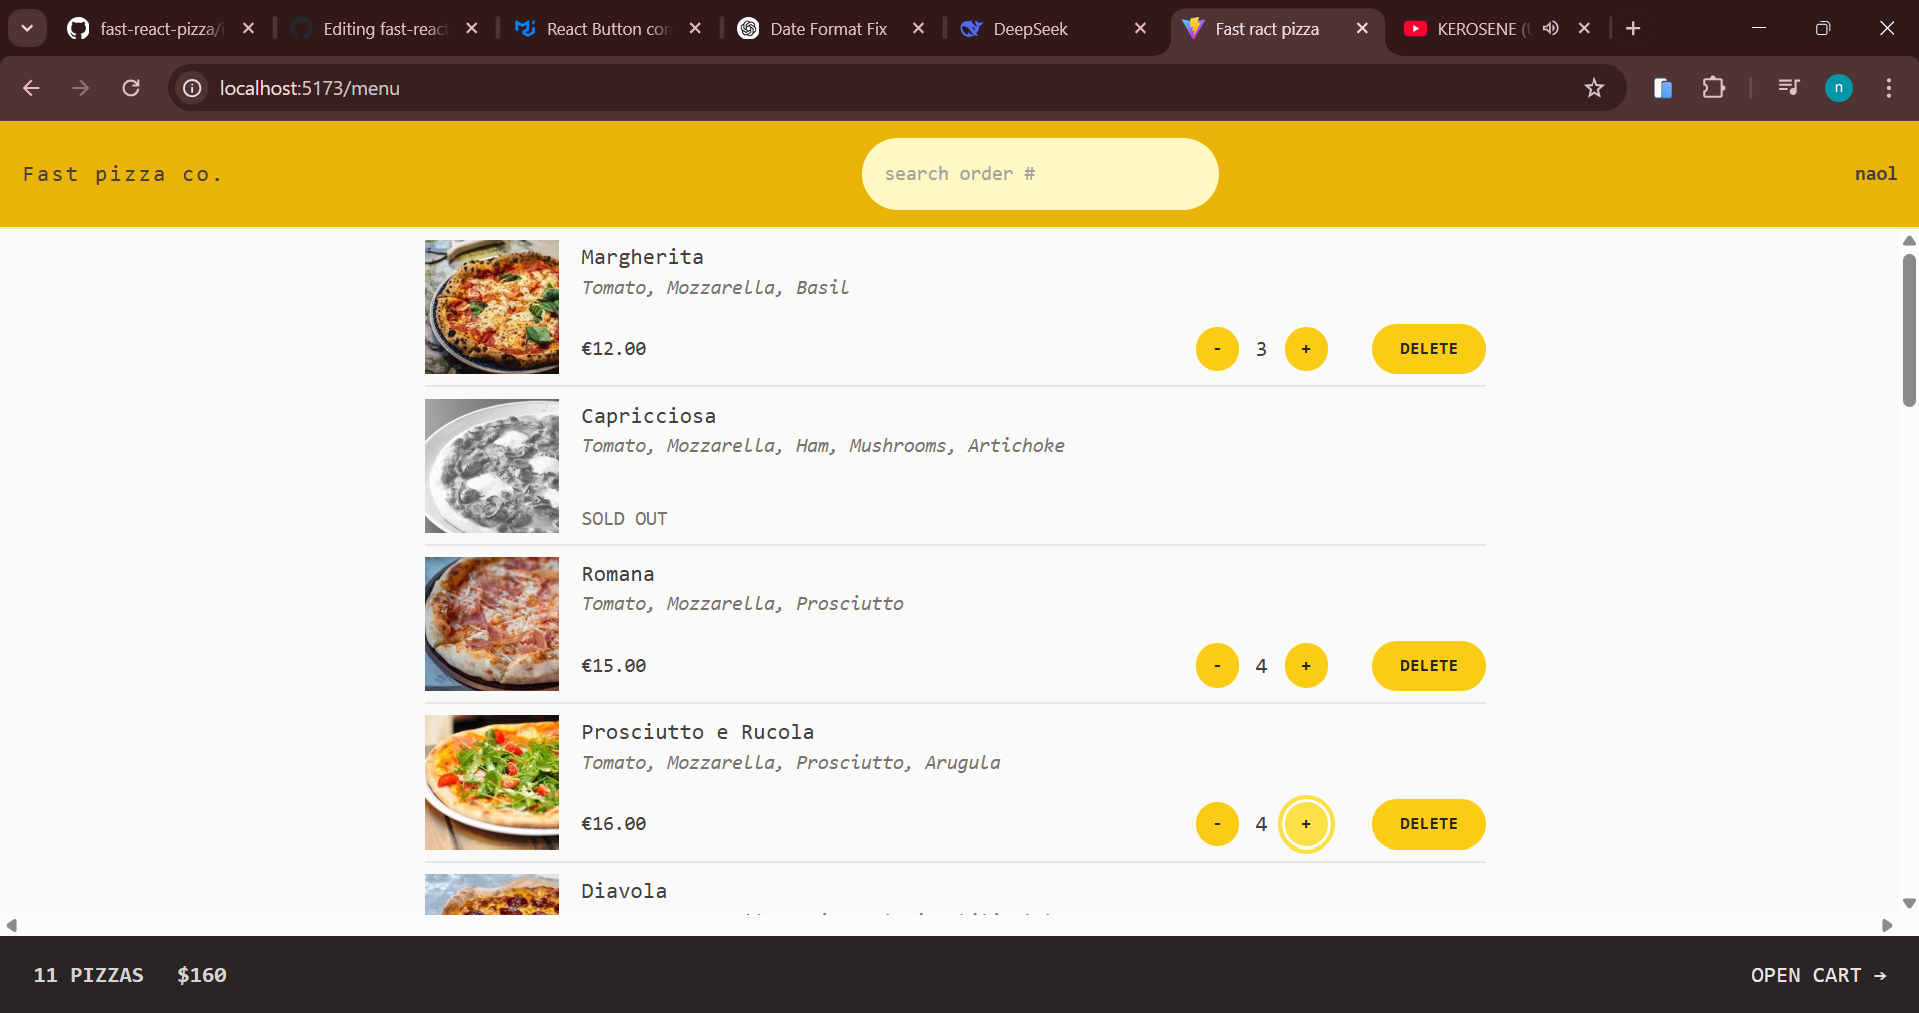 fast-react-pizza/
Editing fast-react
React Button con
Date Format Fix
DeepSeek
Fast ract pizza
KEROSENE (
localhost:5173/menu
n
Fast pizza co.
search order #
naol
Margherita
Tomato, Mozzarella, Basil
€12.00
- 3 +
DELETE
Capricciosa
Tomato, Mozzarella, Ham, Mushrooms, Artichoke
SOLD OUT
Romana
Tomato, Mozzarella, Prosciutto
€15.00
- 4 +
DELETE
Prosciutto e Rucola
Tomato, Mozzarella, Prosciutto, Arugula
€16.00
- 4 +
DELETE
Diavola
11 PIZZAS $160
OPEN CART →